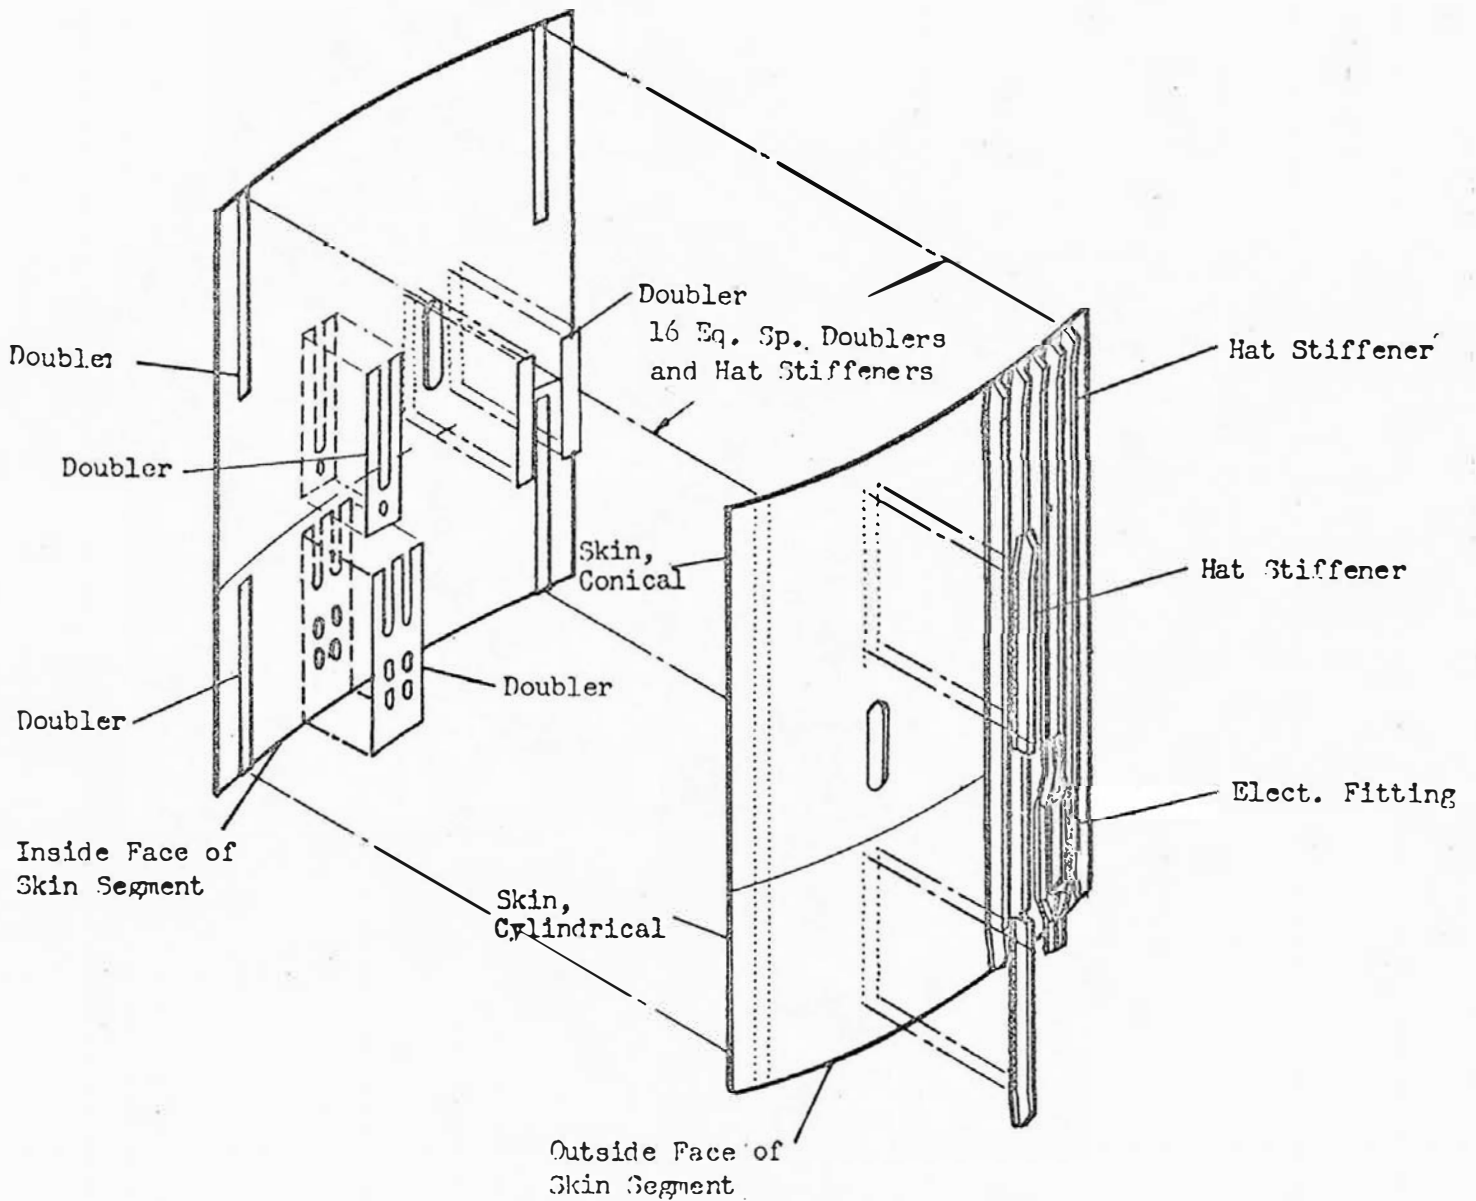 Doubler
16 Eq. Sp. Doublers
and Hat Stiffeners
Hat Stiffener
Doubler
Doubler
Skin,
Conical
Hat Stiffener
Doubler
Doubler
Elect. Fitting
Inside Face of
Skin Segment
Skin,
Cylindrical
Outside Face of
Skin Segment